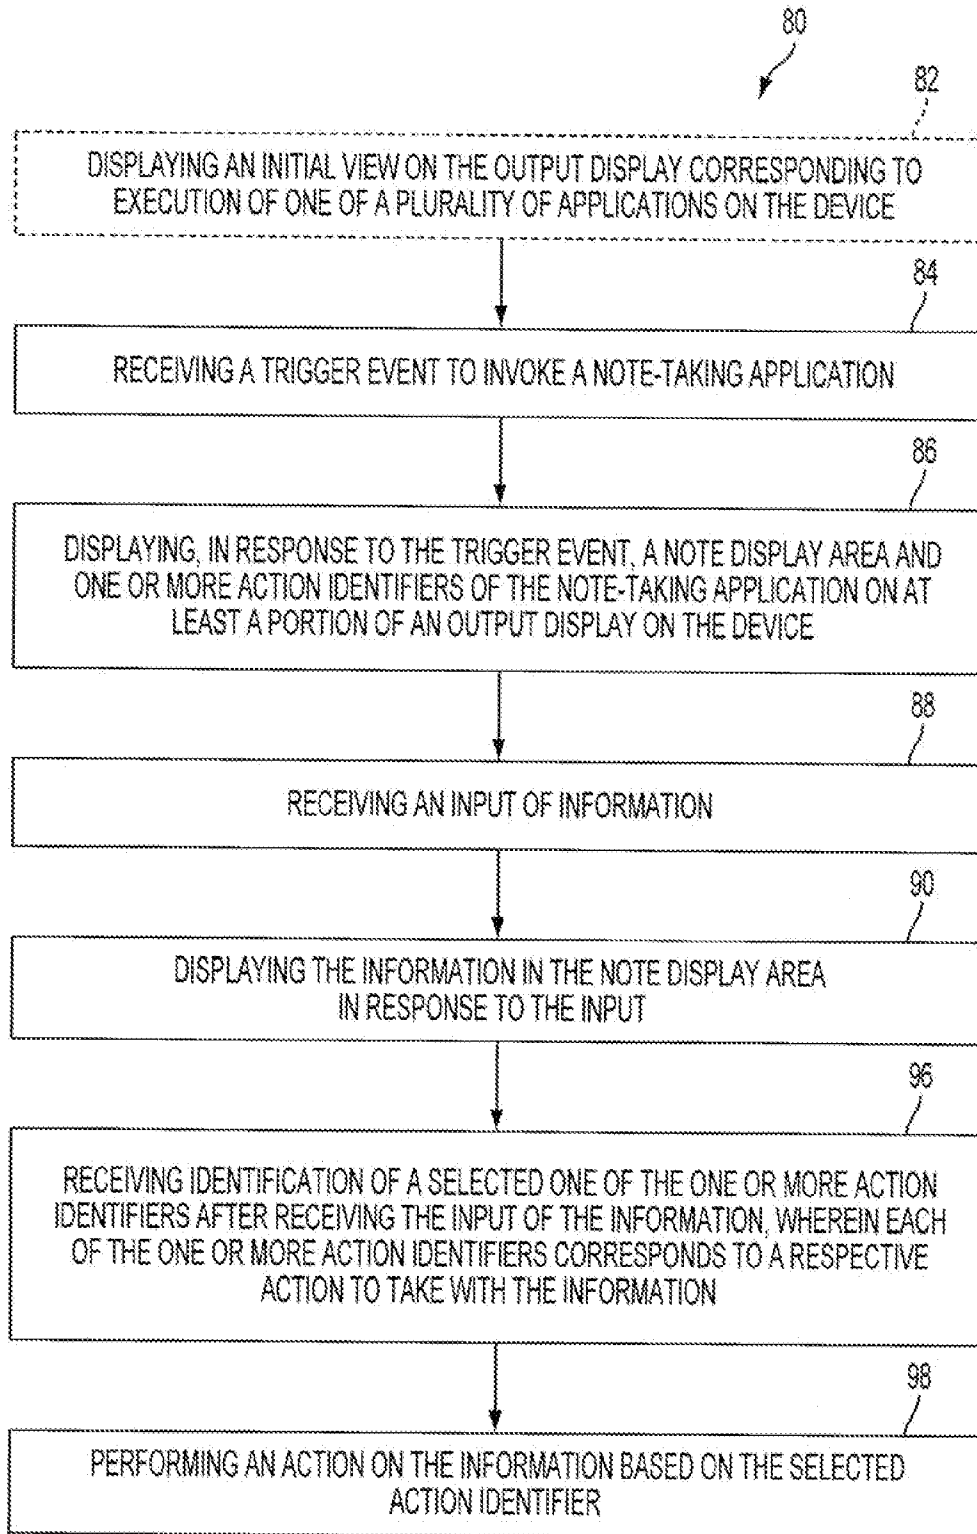 80
82
DISPLAYING AN INITIAL VIEW ON THE OUTPUT DISPLAY CORRESPONDING TO
EXECUTION OF ONE OF A PLURALITY OF APPLICATIONS ON THE DEVICE
84
RECEIVING A TRIGGER EVENT TO INVOKE A NOTE-TAKING APPLICATION
86
DISPLAYING, IN RESPONSE TO THE TRIGGER EVENT, A NOTE DISPLAY AREA AND
ONE OR MORE ACTION IDENTIFIERS OF THE NOTE-TAKING APPLICATION ON AT
LEAST A PORTION OF AN OUTPUT DISPLAY ON THE DEVICE
88
RECEIVING AN INPUT OF INFORMATION
90
DISPLAYING THE INFORMATION IN THE NOTE DISPLAY AREA
IN RESPONSE TO THE INPUT
96
RECEIVING IDENTIFICATION OF A SELECTED ONE OF THE ONE OR MORE ACTION
IDENTIFIERS AFTER RECEIVING THE INPUT OF THE INFORMATION, WHEREIN EACH
OF THE ONE OR MORE ACTION IDENTIFIERS CORRESPONDS TO A RESPECTIVE
ACTION TO TAKE WITH THE INFORMATION
98
PERFORMING AN ACTION ON THE INFORMATION BASED ON THE SELECTED
ACTION IDENTIFIER